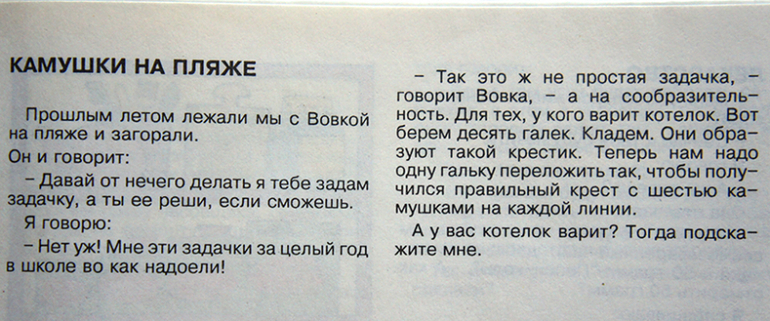 КАМУШКИ НА ПЛЯЖЕ
Прошлым летом лежали мы с Вовкой
на пляже и загорали.
Он и говорит:
– Давай от нечего делать я тебе задам
задачку, а ты ее реши, если сможешь.
Я говорю:
– Нет уж! Мне эти задачки за целый год
в школе во как надоели!
– Так это ж не простая задачка, –
говорит Вовка, – а на сообразитель-
ность. Для тех, у кого варит котелок. Вот
берем десять галек. Кладем. Они обра-
зуют такой крестик. Теперь нам надо
одну гальку переложить так, чтобы полу-
чился правильный крест с шестью ка-
мушками на каждой линии.
А у вас котелок варит? Тогда подска-
жите мне.